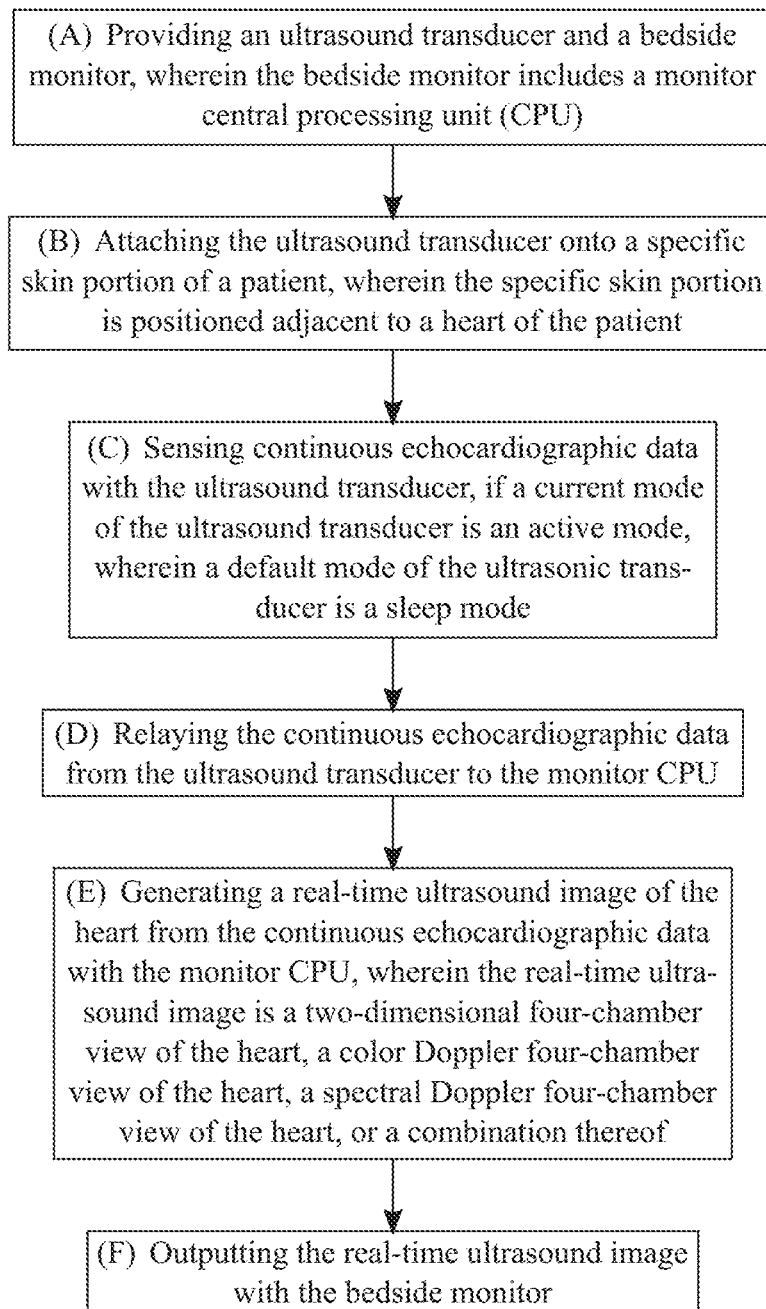 (A) Providing an ultrasound transducer and a bedside
monitor, wherein the bedside monitor includes a monitor
central processing unit (CPU)
(B) Attaching the ultrasound transducer onto a specific
skin portion of a patient, wherein the specific skin portion
is positioned adjacent to a heart of the patient
(C) Sensing continuous echocardiographic data
with the ultrasound transducer, if a current mode
of the ultrasound transducer is an active mode,
wherein a default mode of the ultrasonic trans-
ducer is a sleep mode
(D) Relaying the continuous echocardiographic data
from the ultrasound transducer to the monitor CPU
(E) Generating a real-time ultrasound image of the
heart from the continuous echocardiographic data
with the monitor CPU, wherein the real-time ultra-
sound image is a two-dimensional four-chamber
view of the heart, a color Doppler four-chamber
view of the heart, a spectral Doppler four-chamber
view of the heart, or a combination thereof
(F) Outputting the real-time ultrasound image
with the bedside monitor